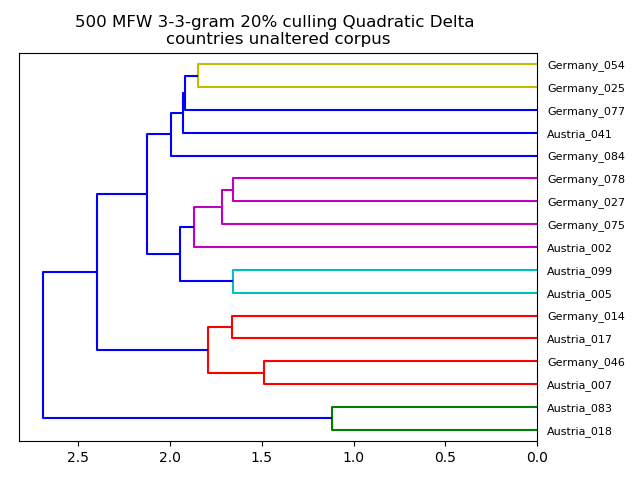 500 MFW 3-3-gram 20% culling Quadratic Delta
countries unaltered corpus
Germany_054
Germany_025
Germany_077
Austria_041
Germany_084
Germany_078
Germany_027
Germany_075
Austria_002
Austria_099
Austria_005
Germany_014
Austria_017
Germany_046
Austria_007
Austria_083
Austria_018
2.5 2.0 1.5 1.0 0.5 0.0